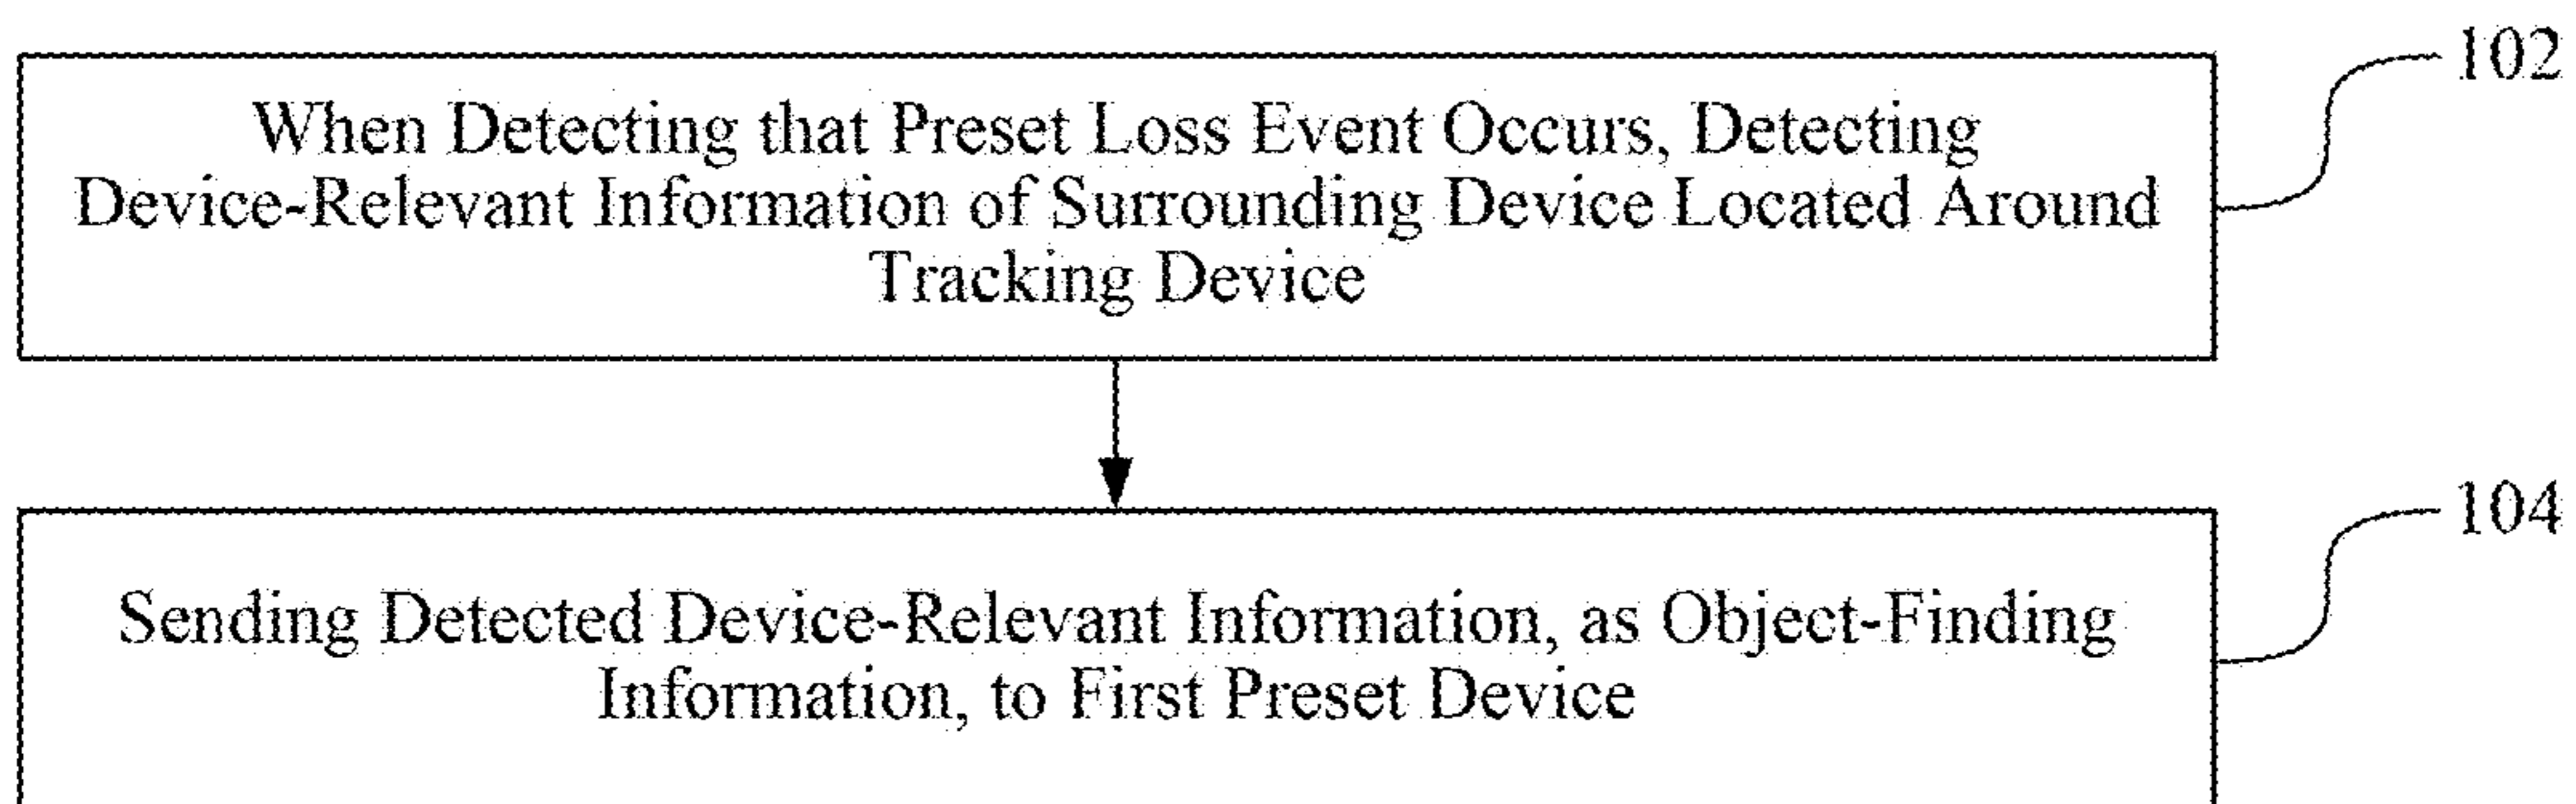 102
When Detecting that Preset Loss Event Occurs, Detecting
Device-Relevant Information of Surrounding Device Located Around
Tracking Device
104
Sending Detected Device-Relevant Information, as Object-Finding
Information, to First Preset Device